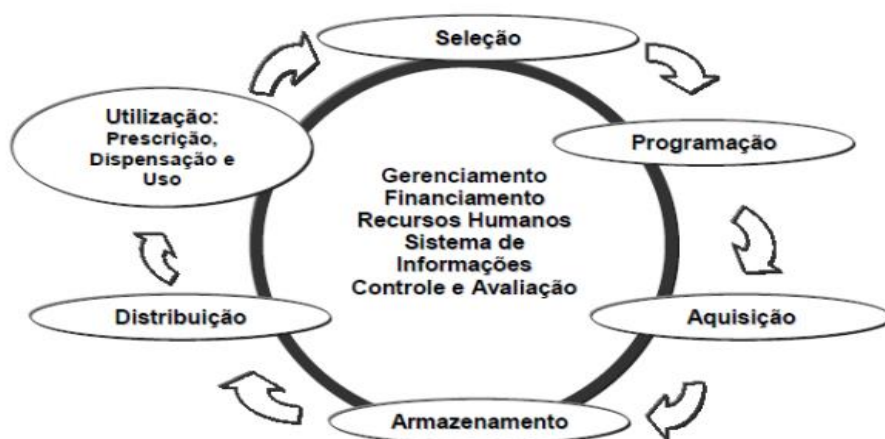 Seleção
Programação
Aquisição
Armazenamento
Distribuição
Utilização:
Prescrição,
Dispensação e
Uso
Gerenciamento
Financiamento
Recursos Humanos
Sistema de
Informações
Controle e Avaliação